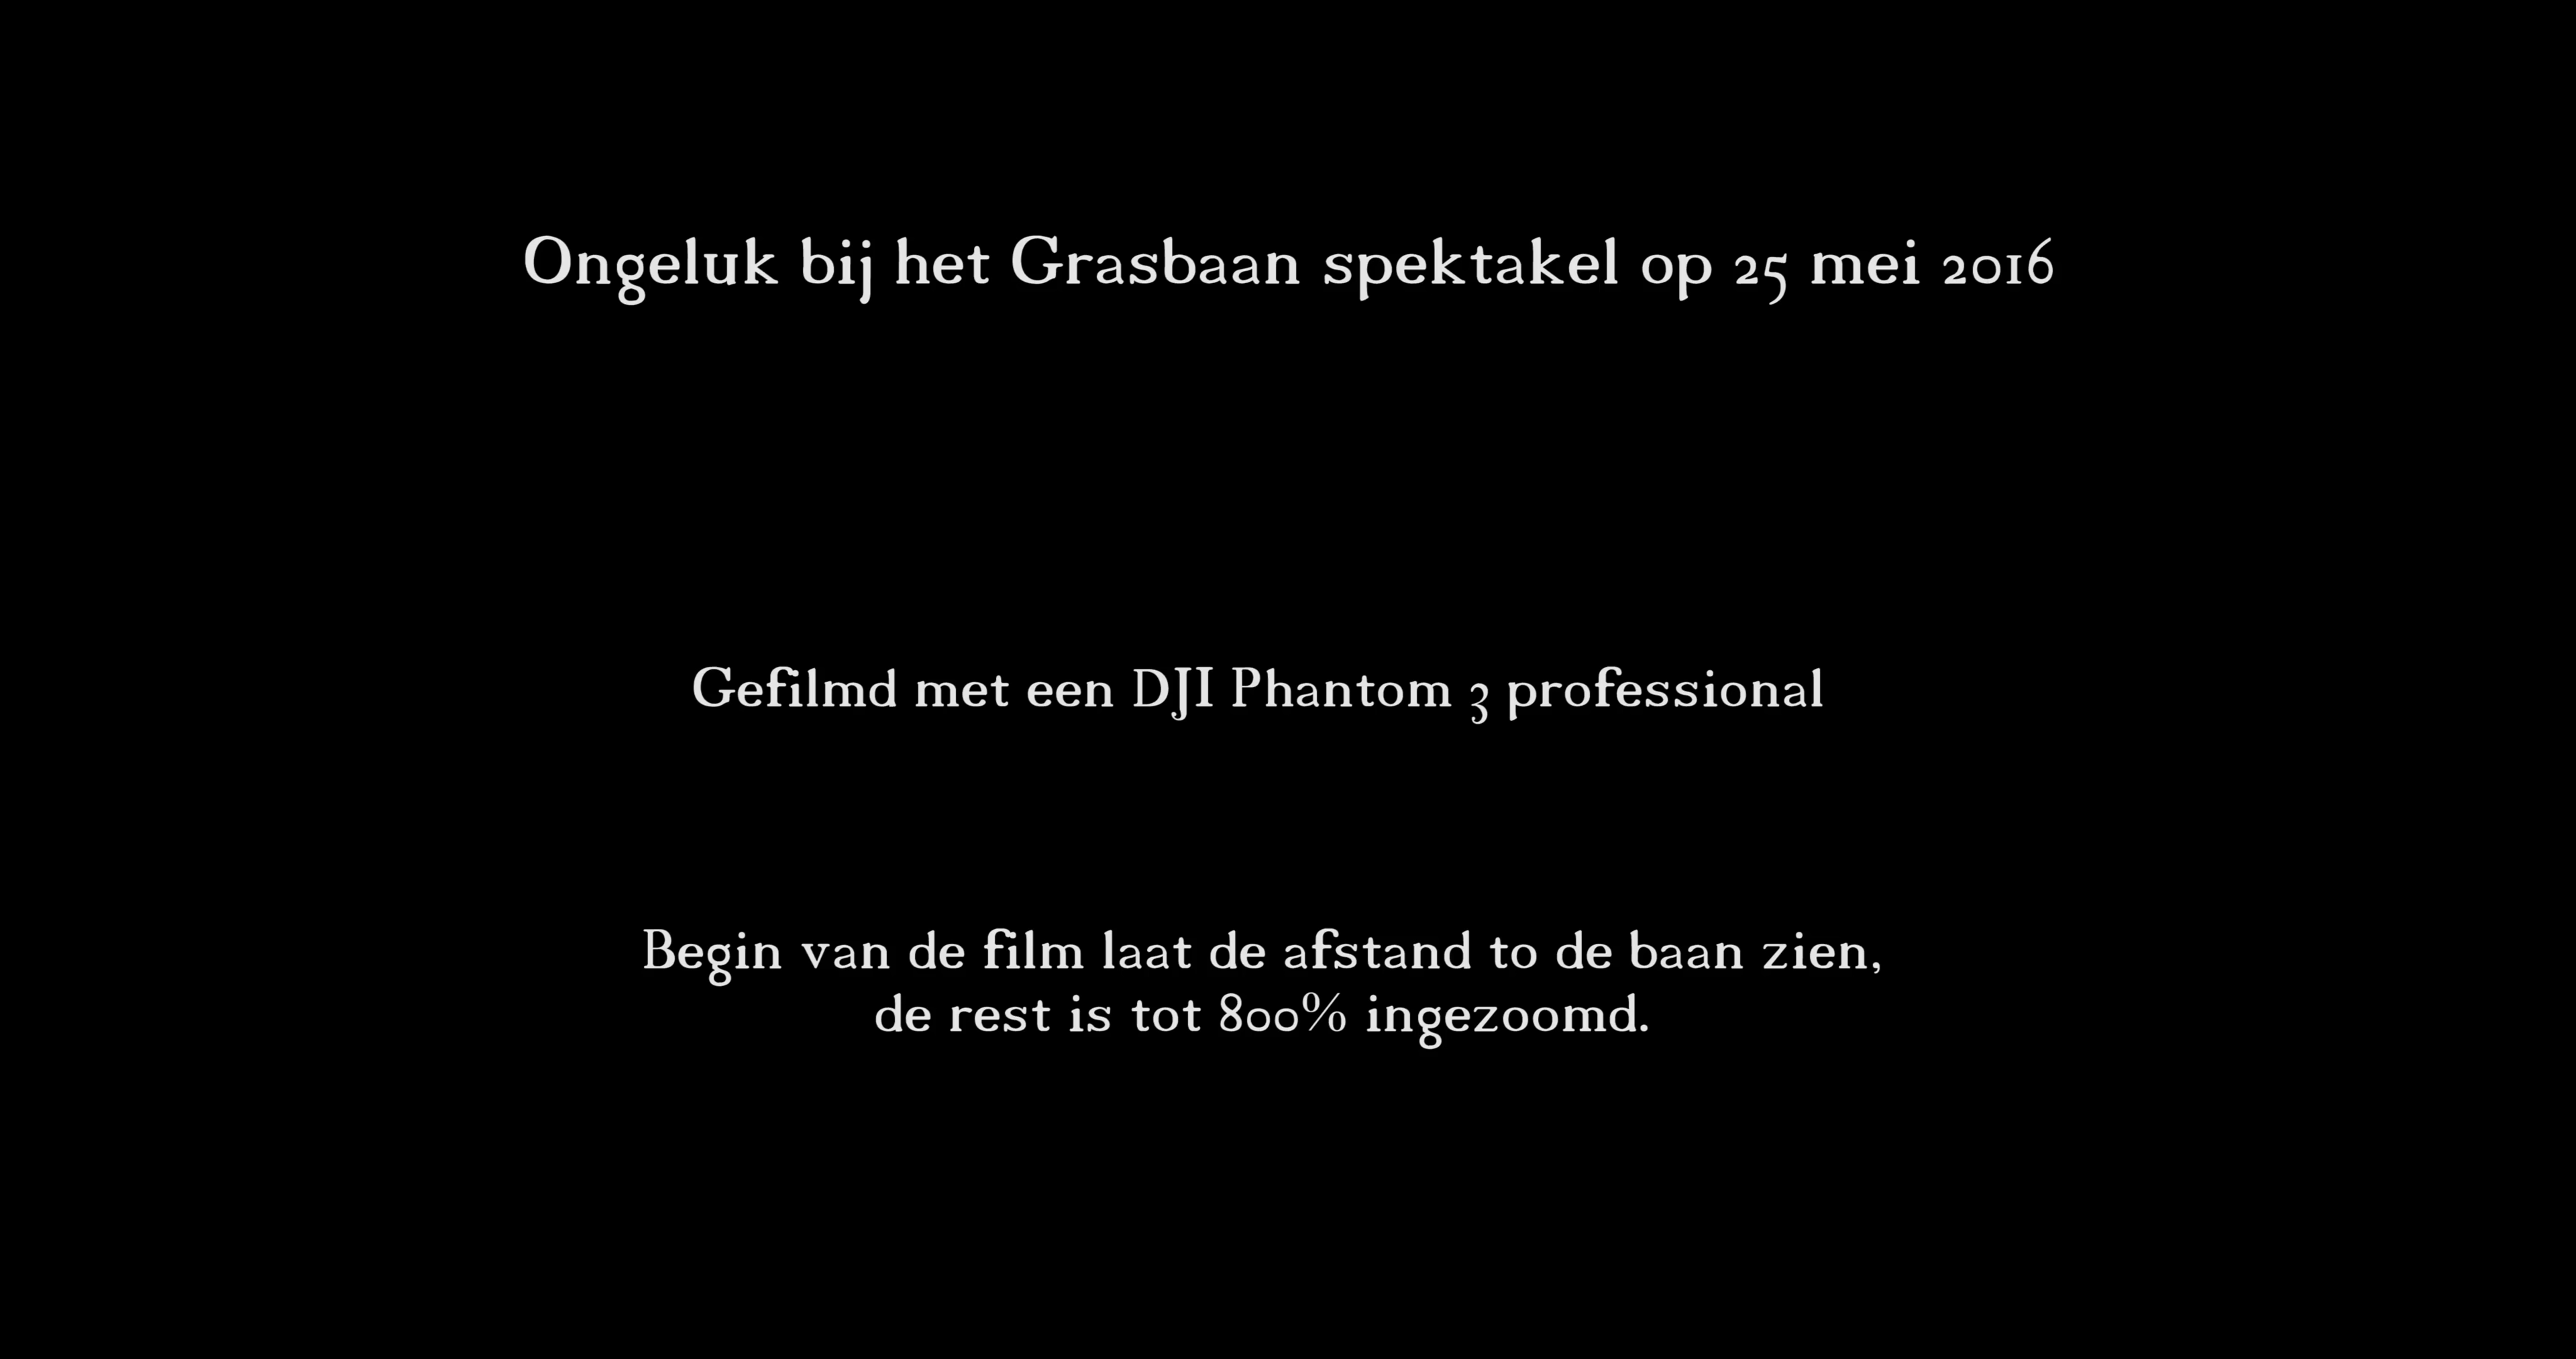 Ongeluk bij het Grasbaan spektakel op 25 mei 2016
Gefilmd met een DJI Phantom 3 professional
Begin van de film laat de afstand to de baan zien,
de rest is tot 800% ingezoomd.